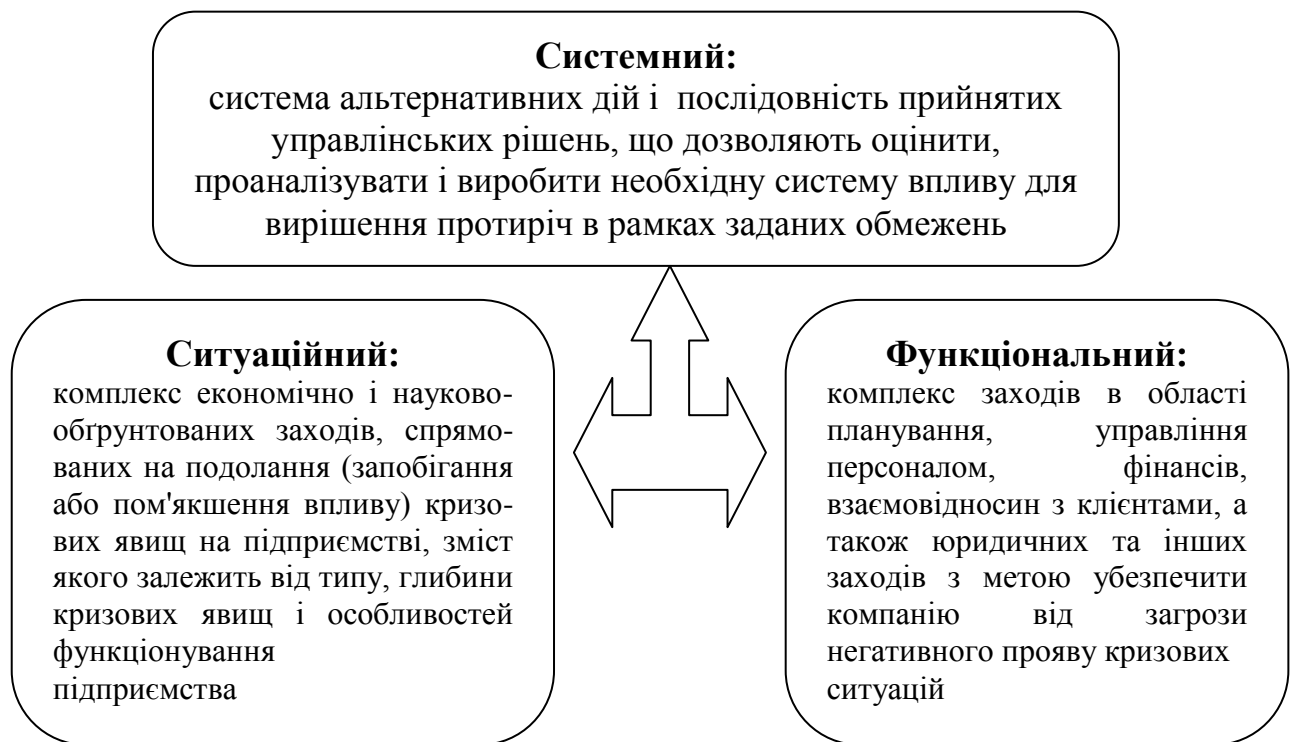 Системний:
система альтернативних дій і послідовність прийнятих
управлінських рішень, що дозволяють оцінити,
проаналізувати і виробити необхідну систему впливу для
вирішення протиріч в рамках заданих обмежень
Ситуаційний:
комплекс економічно і науково-
обґрунтованих заходів, спрямо-
ваних на подолання (запобігання
або пом'якшення впливу) кризо-
вих явищ на підприємстві, зміст
якого залежить від типу, глибини
кризових явищ і особливостей
функціонування
підприємства
Функціональний:
комплекс заходів в області
планування, управління
персоналом, фінансів,
взаємовідносин з клієнтами, а
також юридичних та інших
заходів з метою убезпечити
компанію від загрози
негативного прояву кризових
ситуацій